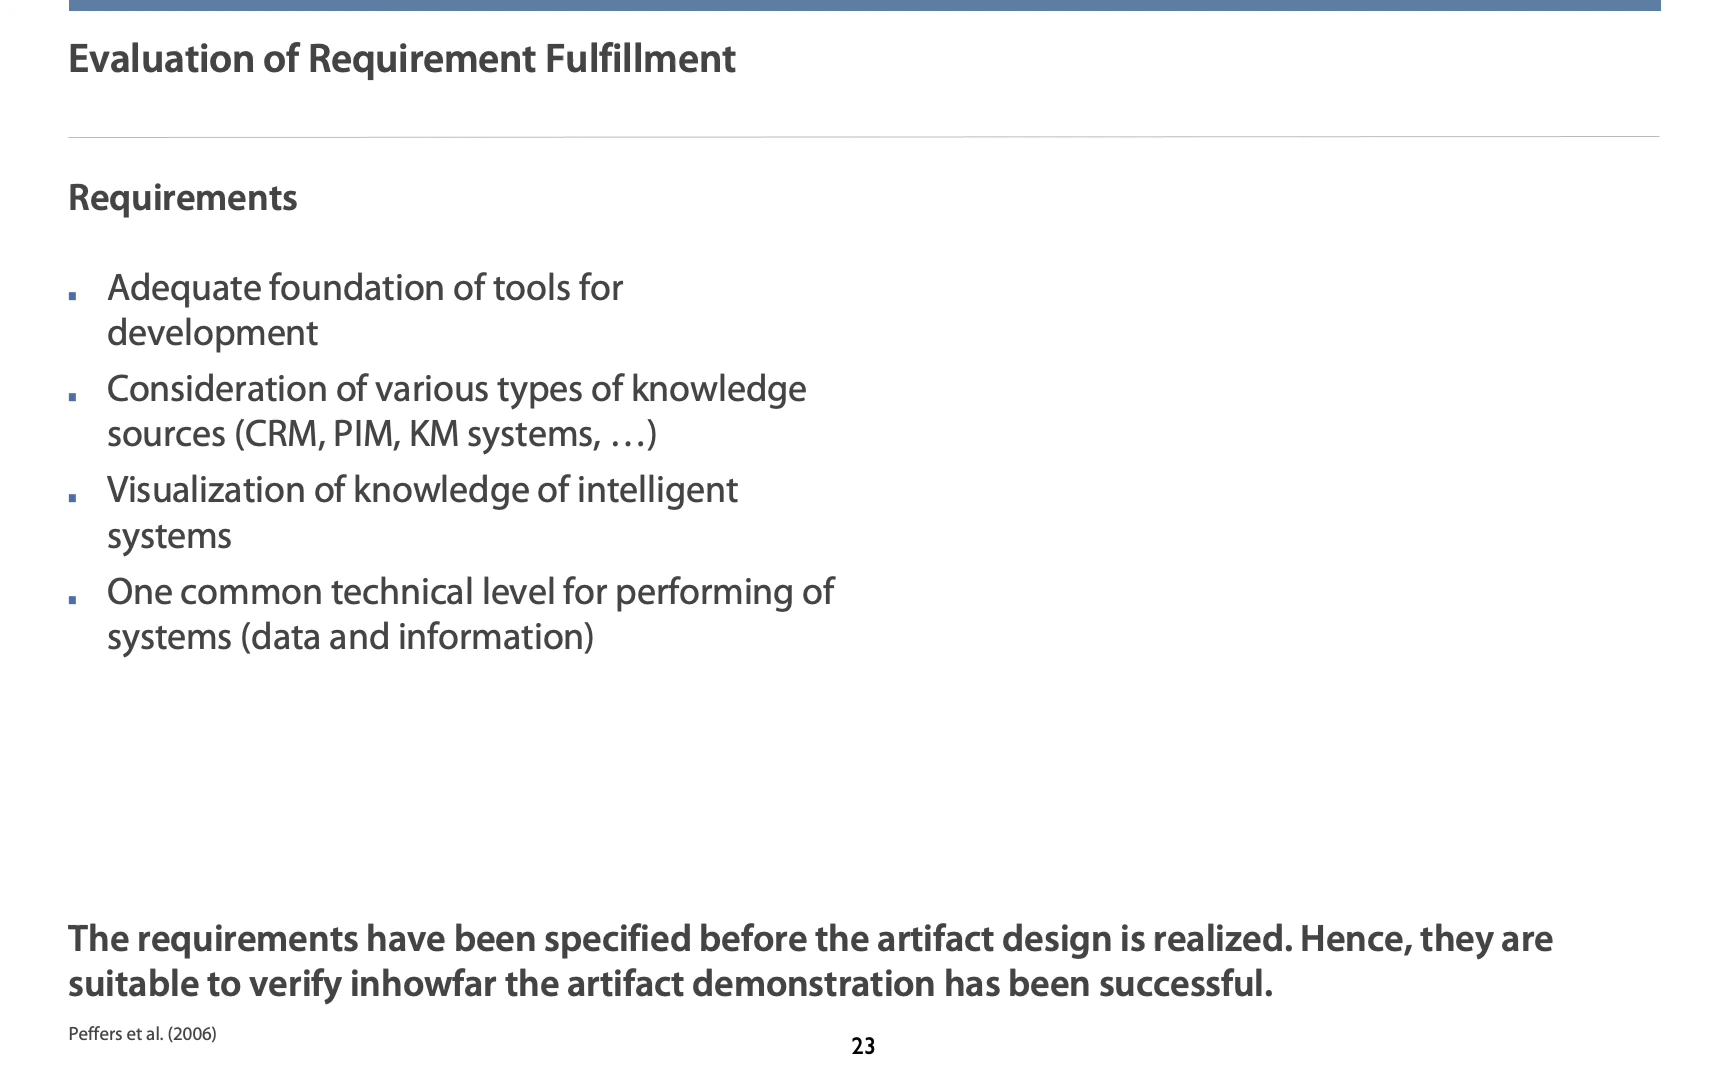 Evaluation of Requirement Fulfillment
Requirements
Adequate foundation of tools for
development
Consideration of various types of knowledge
sources (CRM, PIM, KM systems, …)
Visualization of knowledge of intelligent
systems
One common technical level for performing of
systems (data and information)
The requirements have been specified before the artifact design is realized. Hence, they are
suitable to verify inhowfar the artifact demonstration has been successful.
Peffers et al. (2006)
23